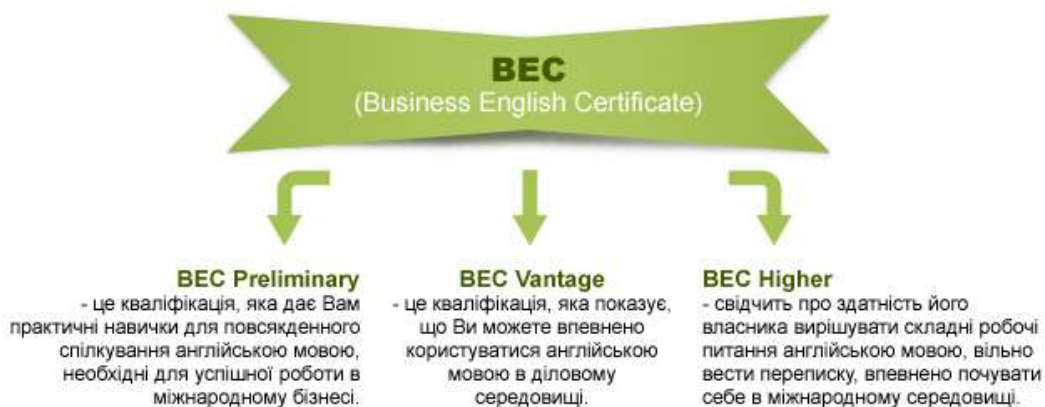 BEC
(Business English Certificate)
BEC Preliminary
- це кваліфікація, яка дає Вам
практичні навички для повсякденного
спілкування англійською мовою,
необхідні для успішної роботи в
міжнародному бізнесі.
BEC Vantage
- це кваліфікація, яка показує,
що Ви можете впевнено
користуватися англійською
мовою в діловому
середовищі.
BEC Higher
- свідчить про здатність його
власника вирішувати складні робочі
питання англійською мовою, вільно
вести переписку, впевнено почувати
себе в міжнародному середовищі.